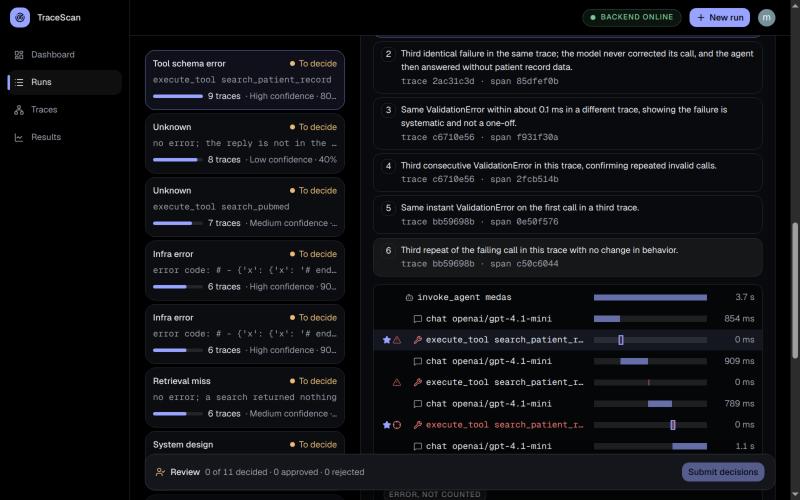 TraceScan
BACKEND ONLINE
+ New run
m
Dashboard
Runs
Traces
Results
Tool schema error To decide
execute_tool search_patient_record
9 traces · High confidence · 80…
Unknown To decide
no error; the reply is not in the …
8 traces · Low confidence · 40%
Unknown To decide
execute_tool search_pubmed
7 traces · Medium confidence ·…
Infra error To decide
error code: # - {'x': {'x': '# end…
6 traces · High confidence · 90…
Infra error To decide
error code: # - {'x': {'x': '# end…
6 traces · High confidence · 90…
Retrieval miss To decide
no error; a search returned nothing
6 traces · Medium confidence ·…
System design To decide
2 Third identical failure in the same trace; the model never corrected its call, and the agent
then answered without patient record data.
trace 2ac31c3d · span 85dfef0b
3 Same ValidationError within about 0.1 ms in a different trace, showing the failure is
systematic and not a one-off.
trace c6710e56 · span f931f30a
4 Third consecutive ValidationError in this trace, confirming repeated invalid calls.
trace c6710e56 · span 2fcb514b
5 Same instant ValidationError on the first call in a third trace.
trace bb59698b · span 0e50f576
6 Third repeat of the failing call in this trace with no change in behavior.
trace bb59698b · span c50c6044
invoke_agent medas 3.7 s
chat openai/gpt-4.1-mini 854 ms
execute_tool search_patient_r… 0 ms
chat openai/gpt-4.1-mini 909 ms
execute_tool search_patient_r… 0 ms
chat openai/gpt-4.1-mini 789 ms
execute_tool search_patient_r… 0 ms
chat openai/gpt-4.1-mini 1.1 s
Review 0 of 11 decided · 0 approved · 0 rejected
Submit decisions
ERROR, NOT COUNTED